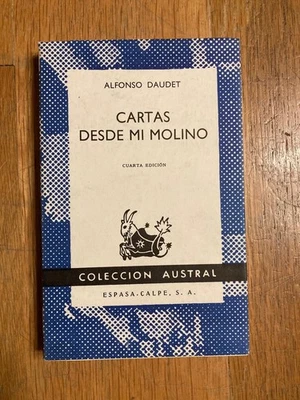 ALFONSO DAUDET
CARTAS
DESDE MI MOLINO
CUARTA EDICIÓN
COLECCION AUSTRAL
ESPASA-CALPE, S. A.